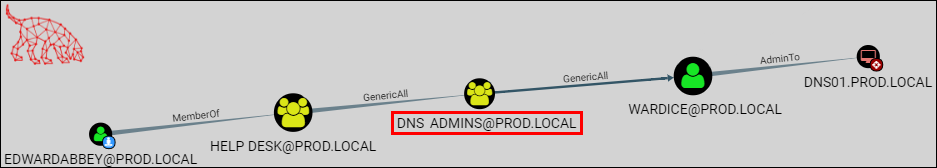 MemberOf
GenericAll
GenericAll
AdminTo
EDWARDABBEY@PROD.LOCAL
HELP DESK@PROD.LOCAL
DNS ADMINS@PROD.LOCAL
WARDICE@PROD.LOCAL
DNS01.PROD.LOCAL